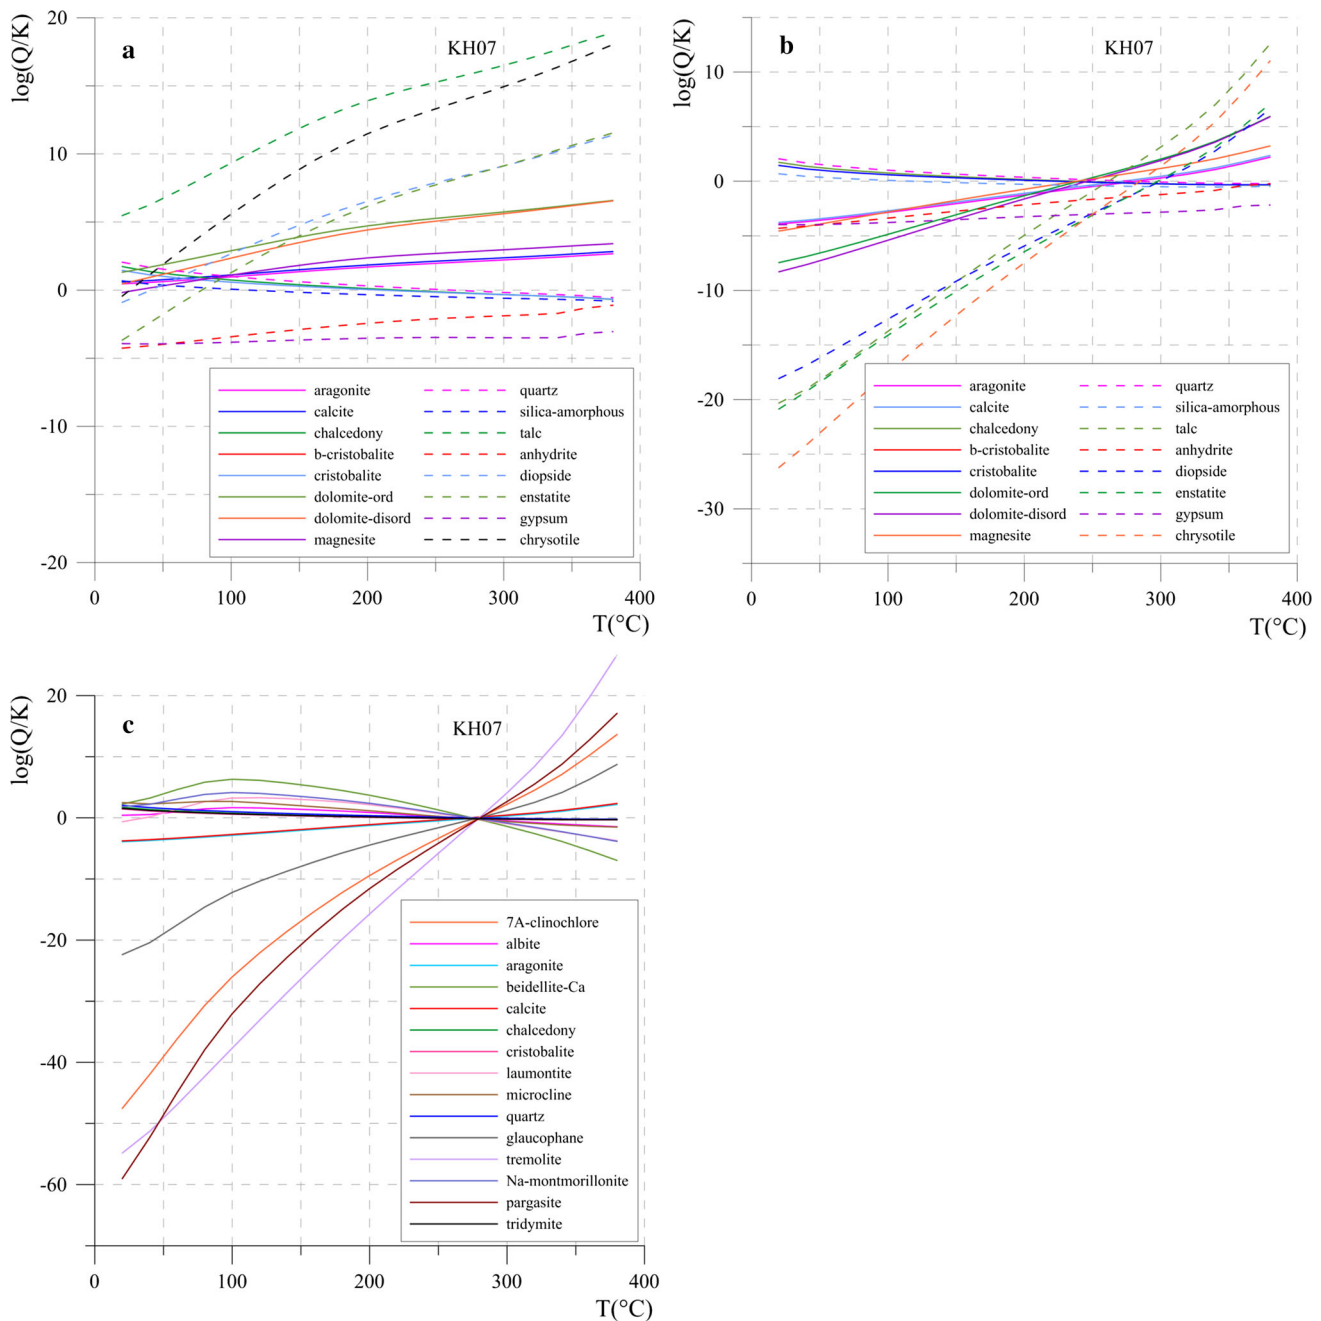 a
KH07
log(Q/K)
20
10
0
-10
-20
aragonite
calcite
chalcedony
b-cristobalite
cristobalite
dolomite-ord
dolomite-disord
magnesite
quartz
silica-amorphous
talc
anhydrite
diopside
enstatite
gypsum
chrysotile
0 100 200 300 400
T(°C)
b
KH07
log(Q/K)
10
0
-10
-20
-30
aragonite
calcite
chalcedony
b-cristobalite
cristobalite
dolomite-ord
dolomite-disord
magnesite
quartz
silica-amorphous
talc
anhydrite
diopside
enstatite
gypsum
chrysotile
0 100 200 300 400
T(°C)
c
KH07
log(Q/K)
20
0
-20
-40
-60
7A-clinochlore
albite
aragonite
beidellite-Ca
calcite
chalcedony
cristobalite
laumontite
microcline
quartz
glaucophane
tremolite
Na-montmorillonite
pargasite
tridymite
0 100 200 300 400
T(°C)